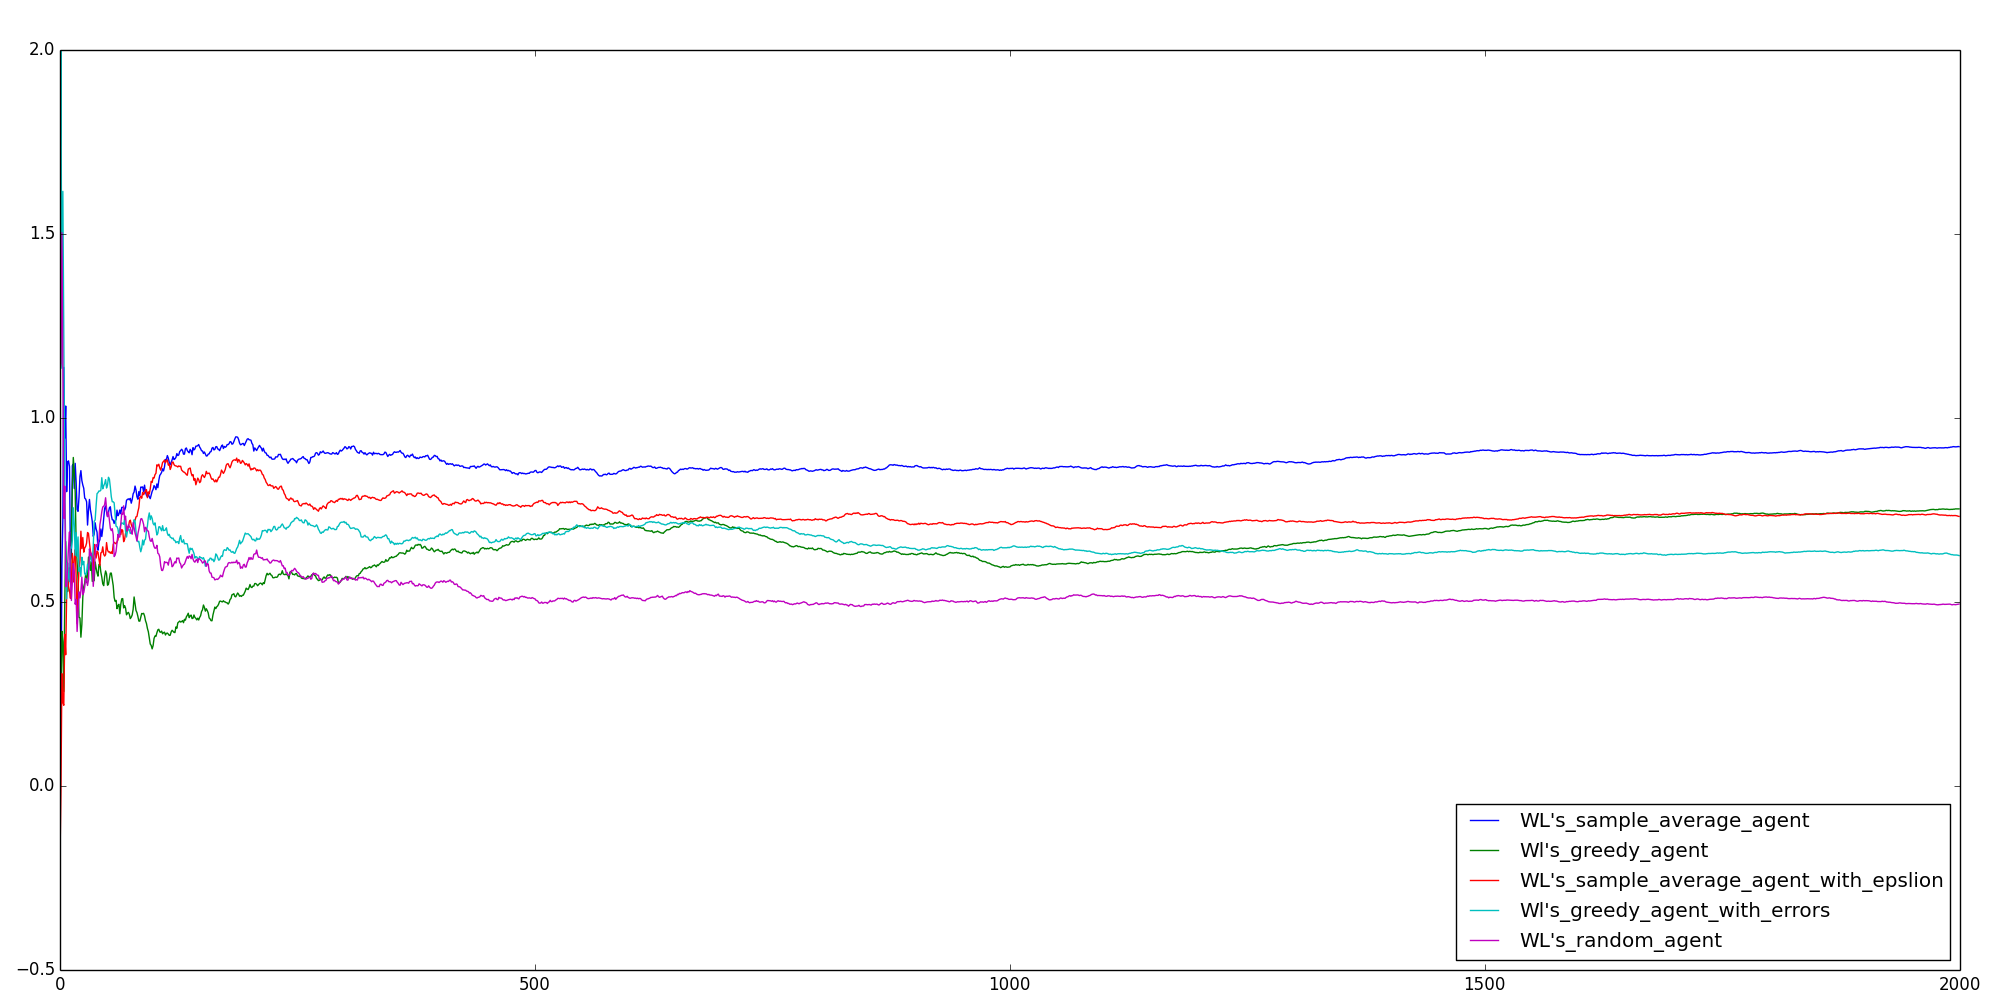 2.0
1.5
1.0
0.5
0.0
−0.5
0
500
1000
1500
2000
WL's_sample_average_agent
Wl's_greedy_agent
WL's_sample_average_agent_with_epslion
Wl's_greedy_agent_with_errors
WL's_random_agent